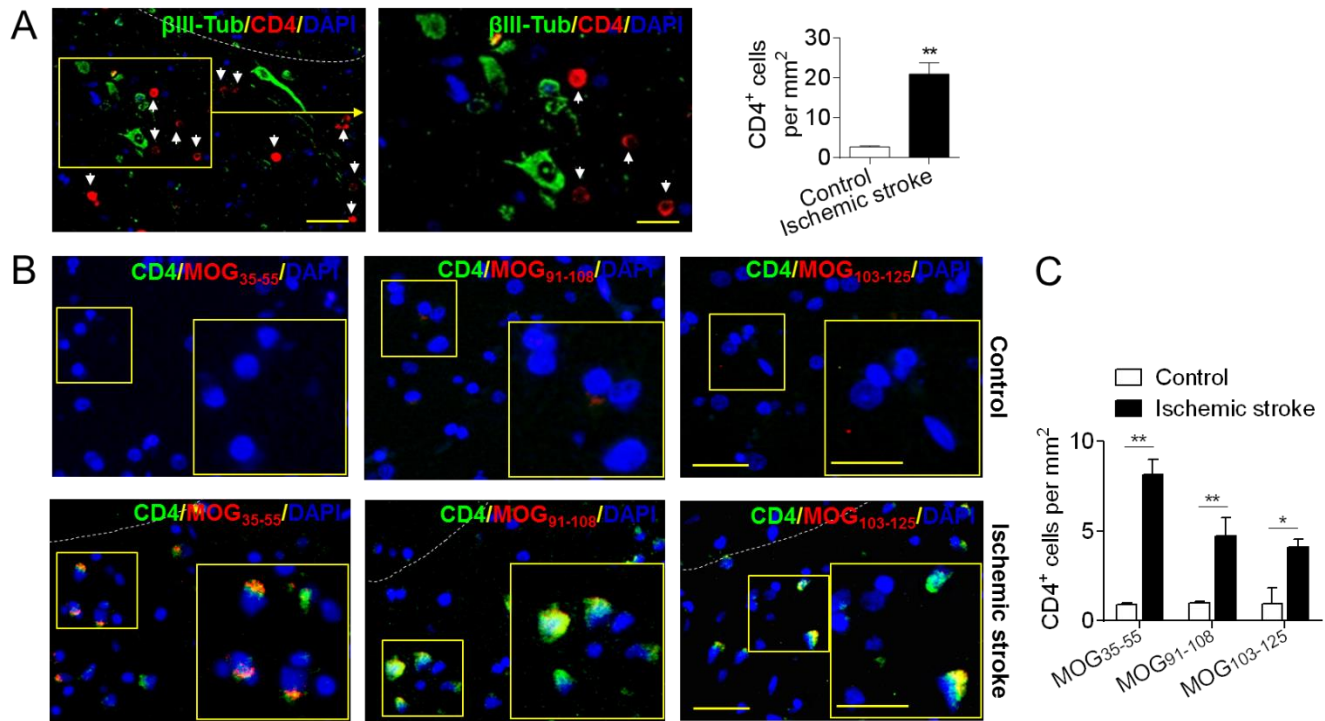 A
βIII-Tub/CD4/DAPI
βIII-Tub/CD4/DAPI
CD4⁺ cells
per mm²
30
20
10
0
**
Control
Ischemic stroke
B
CD4/MOG₃₅₋₅₅/DAPI
CD4/MOG₉₁₋₁₀₈/DAPI
CD4/MOG₁₀₃₋₁₂₅/DAPI
Control
CD4/MOG₃₅₋₅₅/DAPI
CD4/MOG₉₁₋₁₀₈/DAPI
CD4/MOG₁₀₃₋₁₂₅/DAPI
Ischemic stroke
C
Control
Ischemic stroke
CD4⁺ cells per mm²
10
5
0
**
**
*
MOG₃₅₋₅₅
MOG₉₁₋₁₀₈
MOG₁₀₃₋₁₂₅